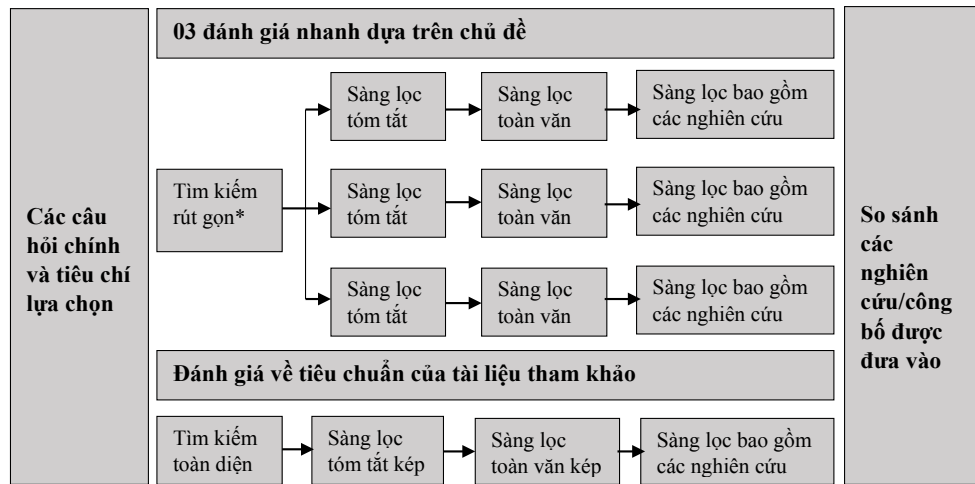 Các câu
hỏi chính
và tiêu chí
lựa chọn
03 đánh giá nhanh dựa trên chủ đề
Tìm kiếm
rút gọn*
Sàng lọc
tóm tắt
Sàng lọc
toàn văn
Sàng lọc bao gồm
các nghiên cứu
Sàng lọc
tóm tắt
Sàng lọc
toàn văn
Sàng lọc bao gồm
các nghiên cứu
Sàng lọc
tóm tắt
Sàng lọc
toàn văn
Sàng lọc bao gồm
các nghiên cứu
Đánh giá về tiêu chuẩn của tài liệu tham khảo
Tìm kiếm
toàn diện
Sàng lọc
tóm tắt kép
Sàng lọc
toàn văn kép
Sàng lọc bao gồm
các nghiên cứu
So sánh
các
nghiên
cứu/công
bố được
đưa vào